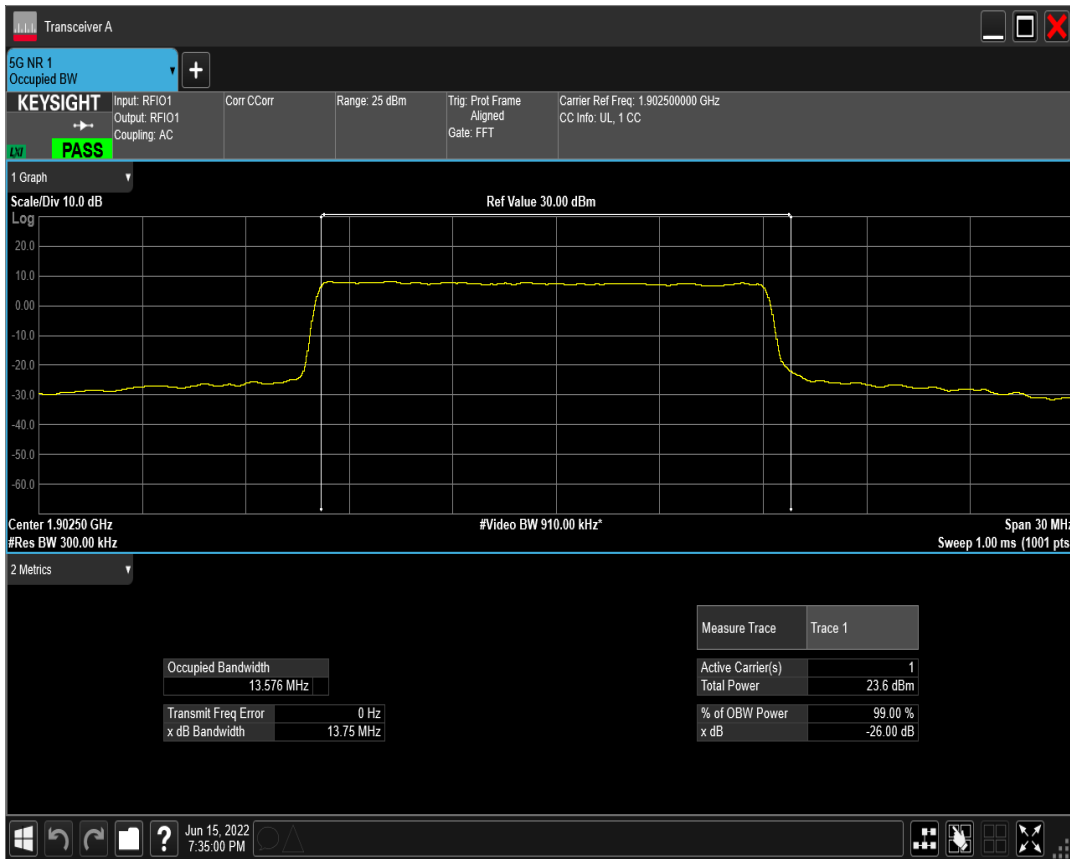 Transceiver A
5G NR 1
Occupied BW
+
KEYSIGHT
LXI
PASS
Input: RFIO1
Output: RFIO1
Coupling: AC
Corr CCorr
Range: 25 dBm
Trig: Prot Frame
Aligned
Gate: FFT
Carrier Ref Freq: 1.902500000 GHz
CC Info: UL, 1 CC
1 Graph
Scale/Div 10.0 dB
Ref Value 30.00 dBm
Log
20.0
10.0
0.00
-10.0
-20.0
-30.0
-40.0
-50.0
-60.0
Center 1.90250 GHz
#Video BW 910.00 kHz*
Span 30 MHz
#Res BW 300.00 kHz
Sweep 1.00 ms (1001 pts
2 Metrics
Measure Trace Trace 1
Occupied Bandwidth
13.576 MHz
Active Carrier(s) 1
Total Power 23.6 dBm
Transmit Freq Error 0 Hz
x dB Bandwidth 13.75 MHz
% of OBW Power 99.00 %
x dB -26.00 dB
?
Jun 15, 2022
7:35:00 PM